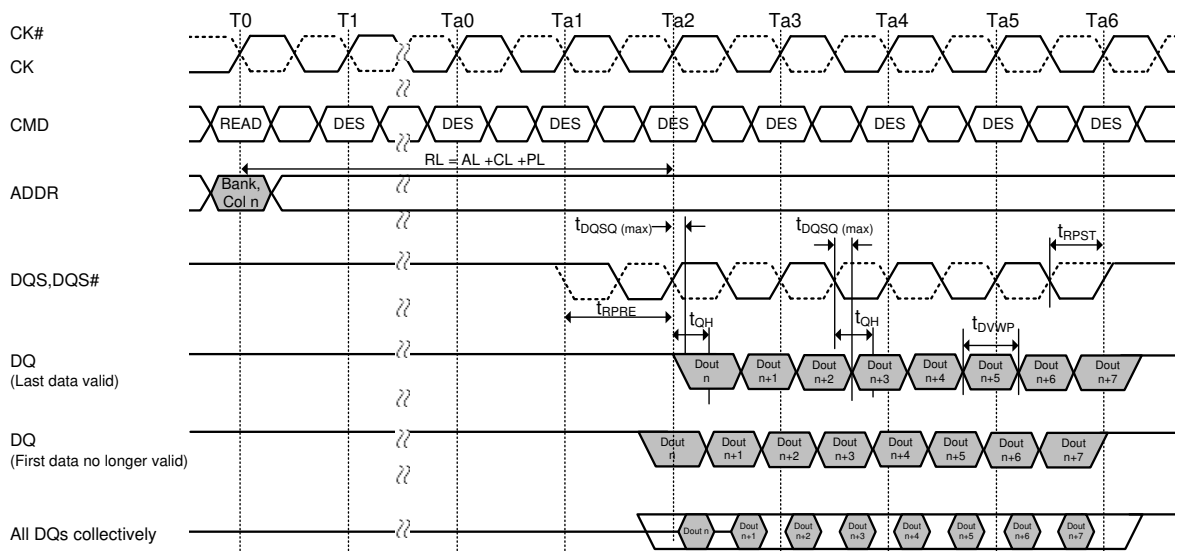 T0 T1 Ta0 Ta1 Ta2 Ta3 Ta4 Ta5 Ta6
CK#
CK
CMD READ DES DES DES DES DES DES DES DES
RL = AL +CL +PL
ADDR Bank,
Col n
tDQSQ (max) tDQSQ (max) tRPST
DQS,DQS#
tRPRE tQH tQH tDVWP
DQ
(Last data valid)
Dout n Dout n+1 Dout n+2 Dout n+3 Dout n+4 Dout n+5 Dout n+6 Dout n+7
DQ
(First data no longer valid)
Dout n Dout n+1 Dout n+2 Dout n+3 Dout n+4 Dout n+5 Dout n+6 Dout n+7
All DQs collectively
Dout n Dout n+1 Dout n+2 Dout n+3 Dout n+4 Dout n+5 Dout n+6 Dout n+7